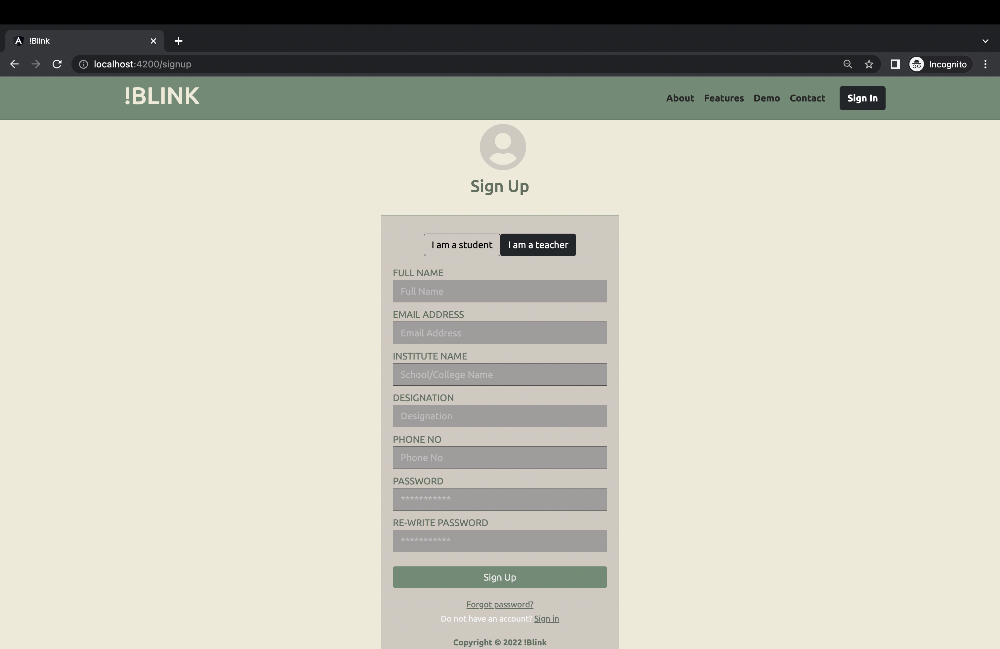 !Blink
localhost:4200/signup
Incognito
!BLINK
About Features Demo Contact Sign In
Sign Up
I am a student I am a teacher
FULL NAME
Full Name
EMAIL ADDRESS
Email Address
INSTITUTE NAME
School/College Name
DESIGNATION
Designation
PHONE NO
Phone No
PASSWORD
***********
RE-WRITE PASSWORD
***********
Sign Up
Forgot password?
Do not have an account? Sign in
Copyright © 2022 !Blink